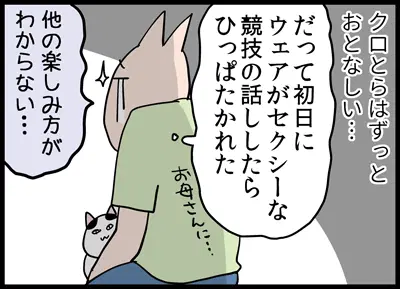 クロとらはずっと
おとなしい…
だって初日に
ウェアがセクシーな
競技の話ししたら
ひっぱたかれた
お母さんに…
他の楽しみ方が
わからない…